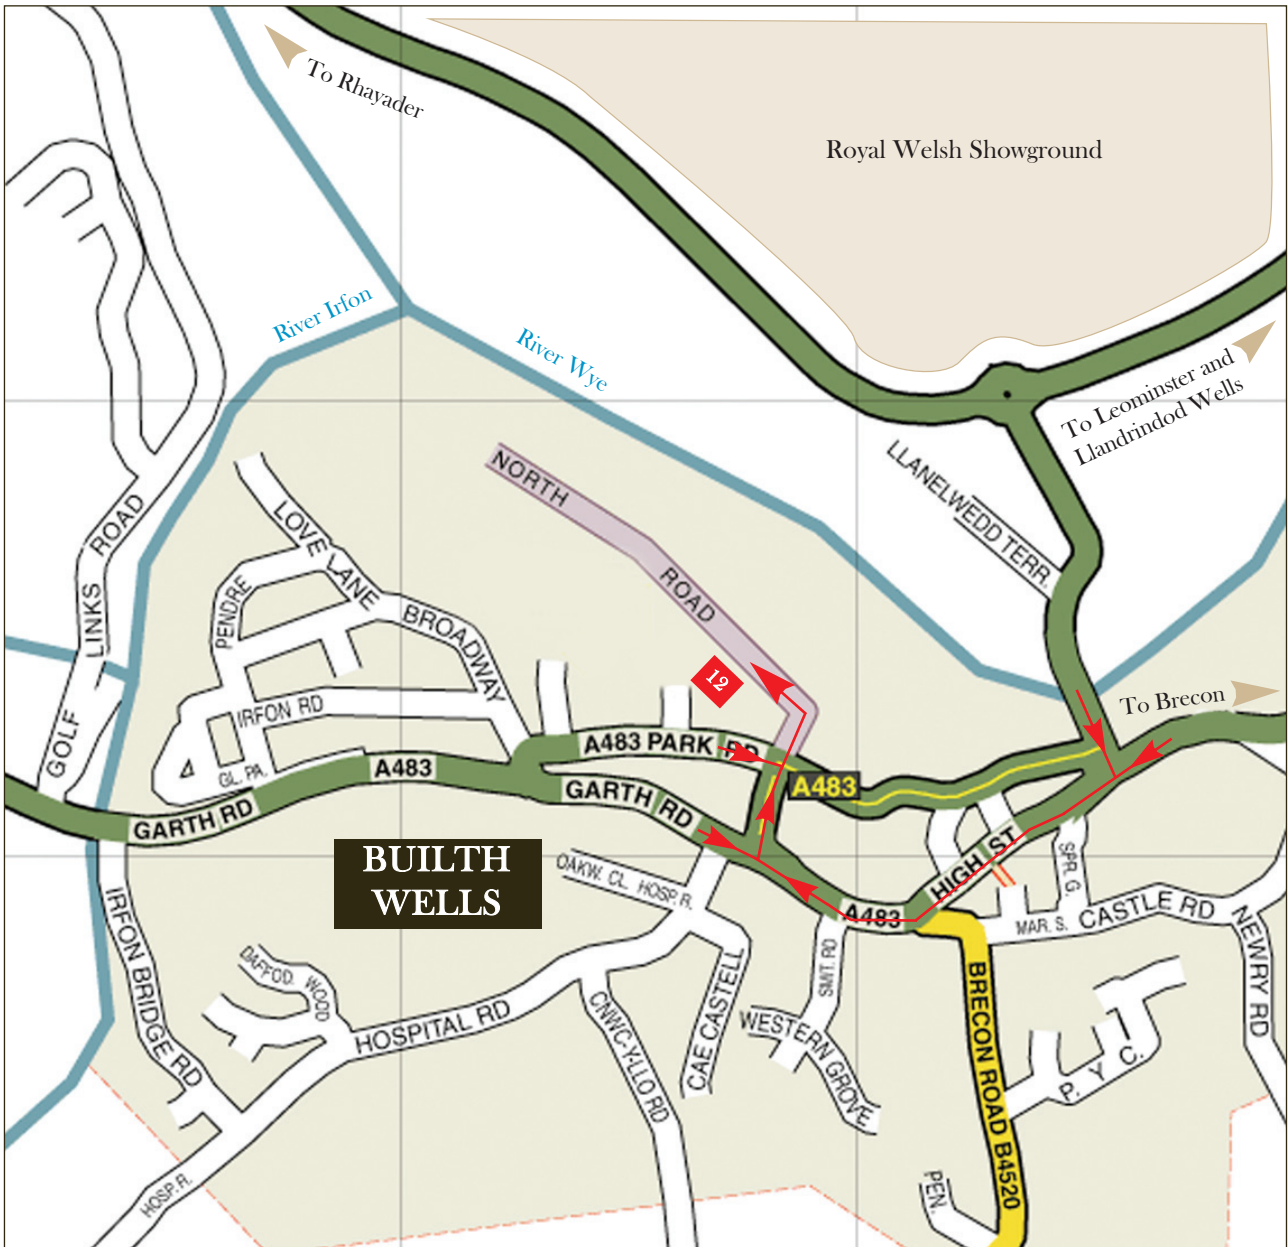 To Rhayader
Royal Welsh Showground
River Irfon
River Wye
To Leominster and
Llandrindod Wells
LLANELWEDD TERR.
NORTH
ROAD
LINKS ROAD
GOLF
LOVE LANE
PENDRE
BROADWAY
IRFON RD
GL. PA.
12
To Brecon
A483 PARK RD
A483
A483
GARTH RD
GARTH RD
BUILTH
WELLS
OAKW. CL.
HOSP. R.
HIGH ST
SPR. G.
A483
MAR. S.
CASTLE RD
NEWRY RD
IRFON BRIDGE RD
DAFFOD. WOOD
HOSPITAL RD
CNWC-Y-LLO RD
CAE CASTELL
SMIT. RD
WESTERN GROVE
BRECON ROAD B4520
P. Y C.
PEN.
HOSP. R.